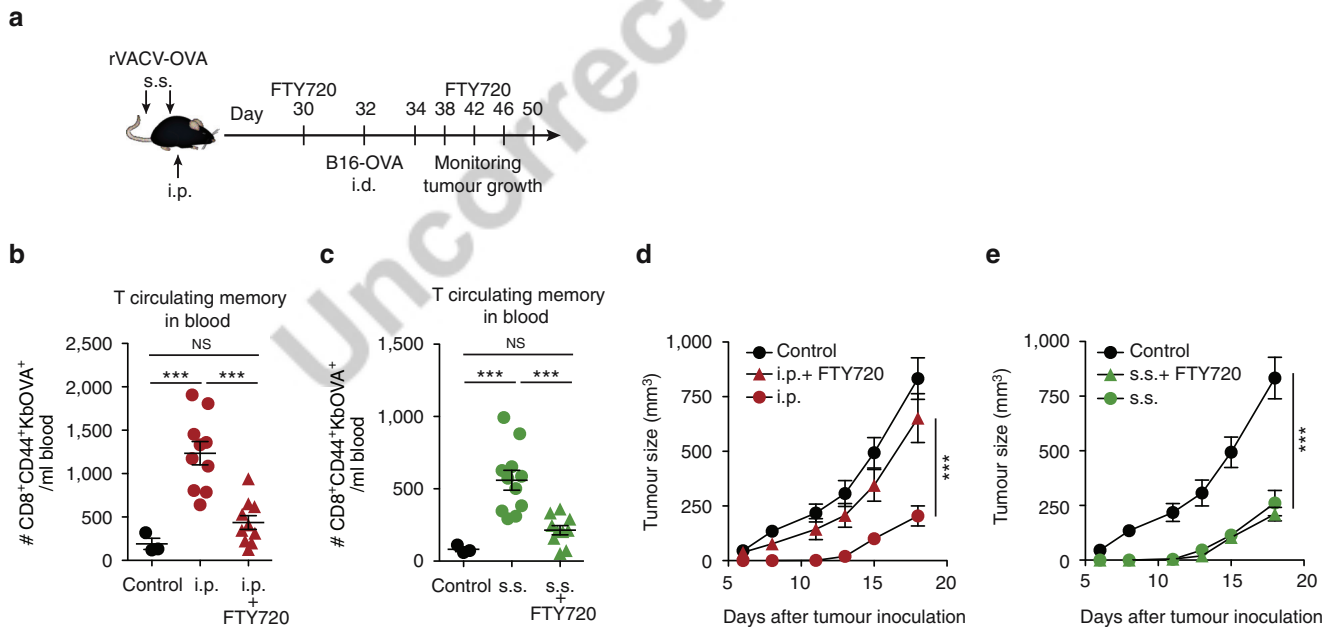 a
Uncorrec
rVACV-OVA
s.s.
i.p.
FTY720 FTY720
Day 30 32 34 38 42 46 50
B16-OVA
i.d.
Monitoring
tumour growth
b
T circulating memory
in blood
# CD8+CD44+KbOVA+
/ml blood
2,500
2,000
1,500
1,000
500
0
NS
*** ***
Control i.p. i.p.
+
FTY720
c
T circulating memory
in blood
# CD8+CD44+KbOVA+
/ml blood
1,500
1,000
500
0
NS
*** ***
Control s.s. s.s.
+
FTY720
d
Tumour size (mm³)
1,000
750
500
250
0
Control
i.p.+ FTY720
i.p.
***
5 10 15 20
Days after tumour inoculation
e
Tumour size (mm³)
1,000
750
500
250
0
Control
s.s.+ FTY720
s.s.
***
5 10 15 20
Days after tumour inoculation